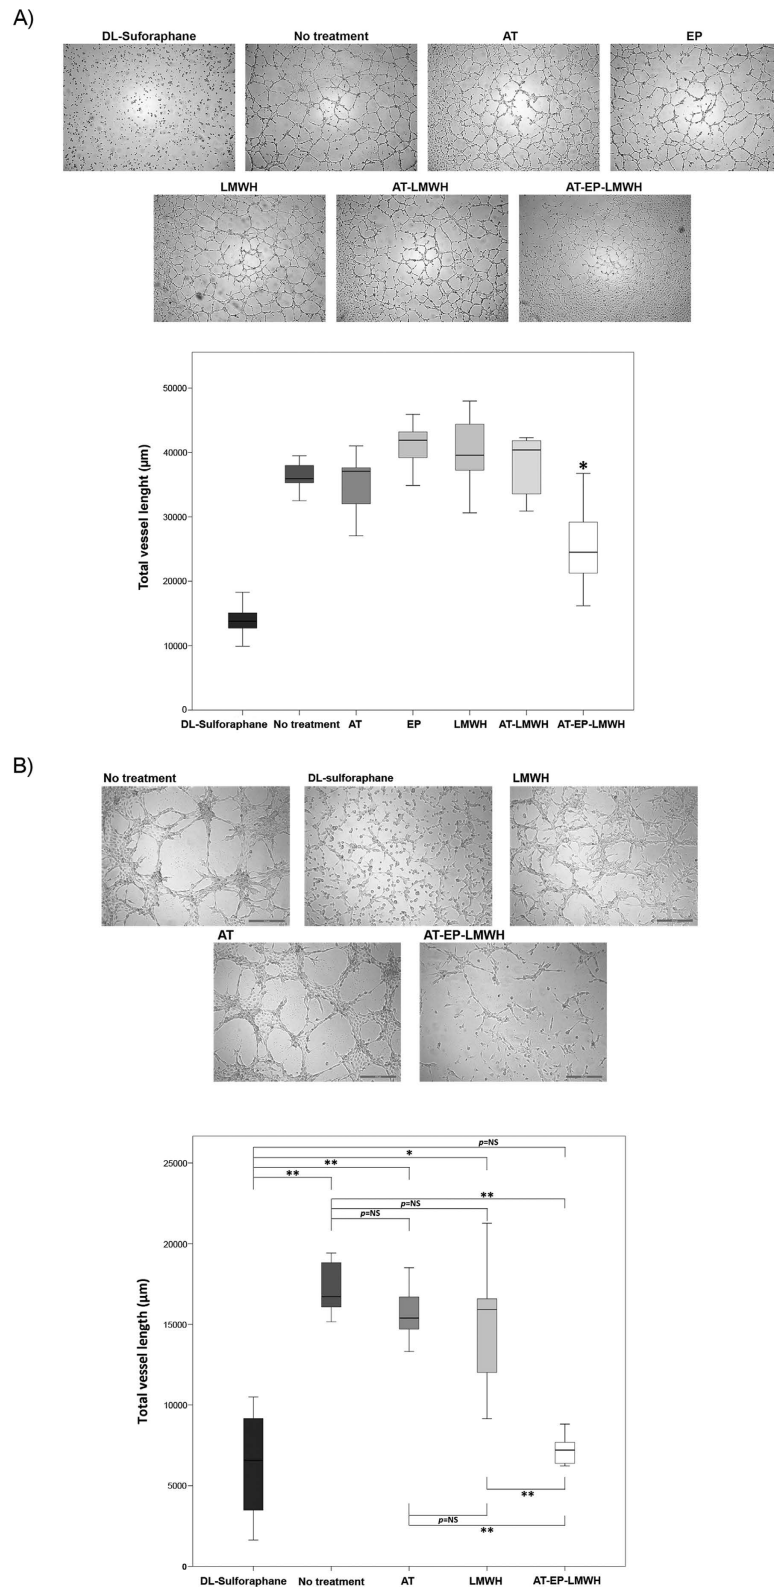 A)
DL-Suforaphane
No treatment
AT
EP
LMWH
AT-LMWH
AT-EP-LMWH
Total vessel lenght (µm)
50000
40000
30000
20000
10000
0
*
DL-Sulforaphane
No treatment
AT
EP
LMWH
AT-LMWH
AT-EP-LMWH
B)
No treatment
DL-sulforaphane
LMWH
AT
AT-EP-LMWH
Total vessel length (µm)
25000
20000
15000
10000
5000
0
p=NS
*
**
**
**
p=NS
p=NS
**
p=NS
**
DL-Sulforaphane
No treatment
AT
LMWH
AT-EP-LMWH